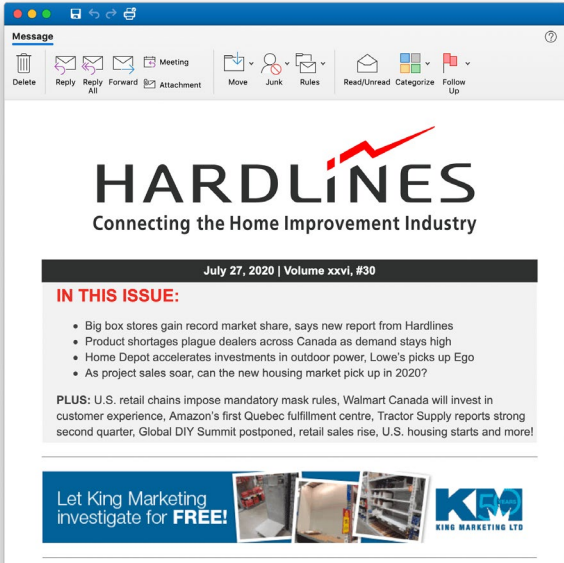 Message
Delete
Reply
Reply
All
Forward
Meeting
Attachment
Move
Junk
Rules
Read/Unread
Categorize
Follow
Up
HARDLiNES
Connecting the Home Improvement Industry
July 27, 2020 | Volume xxvi, #30
IN THIS ISSUE:
• Big box stores gain record market share, says new report from Hardlines
• Product shortages plague dealers across Canada as demand stays high
• Home Depot accelerates investments in outdoor power, Lowe's picks up Ego
• As project sales soar, can the new housing market pick up in 2020?
PLUS: U.S. retail chains impose mandatory mask rules, Walmart Canada will invest in
customer experience, Amazon's first Quebec fulfillment centre, Tractor Supply reports strong
second quarter, Global DIY Summit postponed, retail sales rise, U.S. housing starts and more!
Let King Marketing
investigate for FREE!
KM
50 YEARS
KING MARKETING LTD